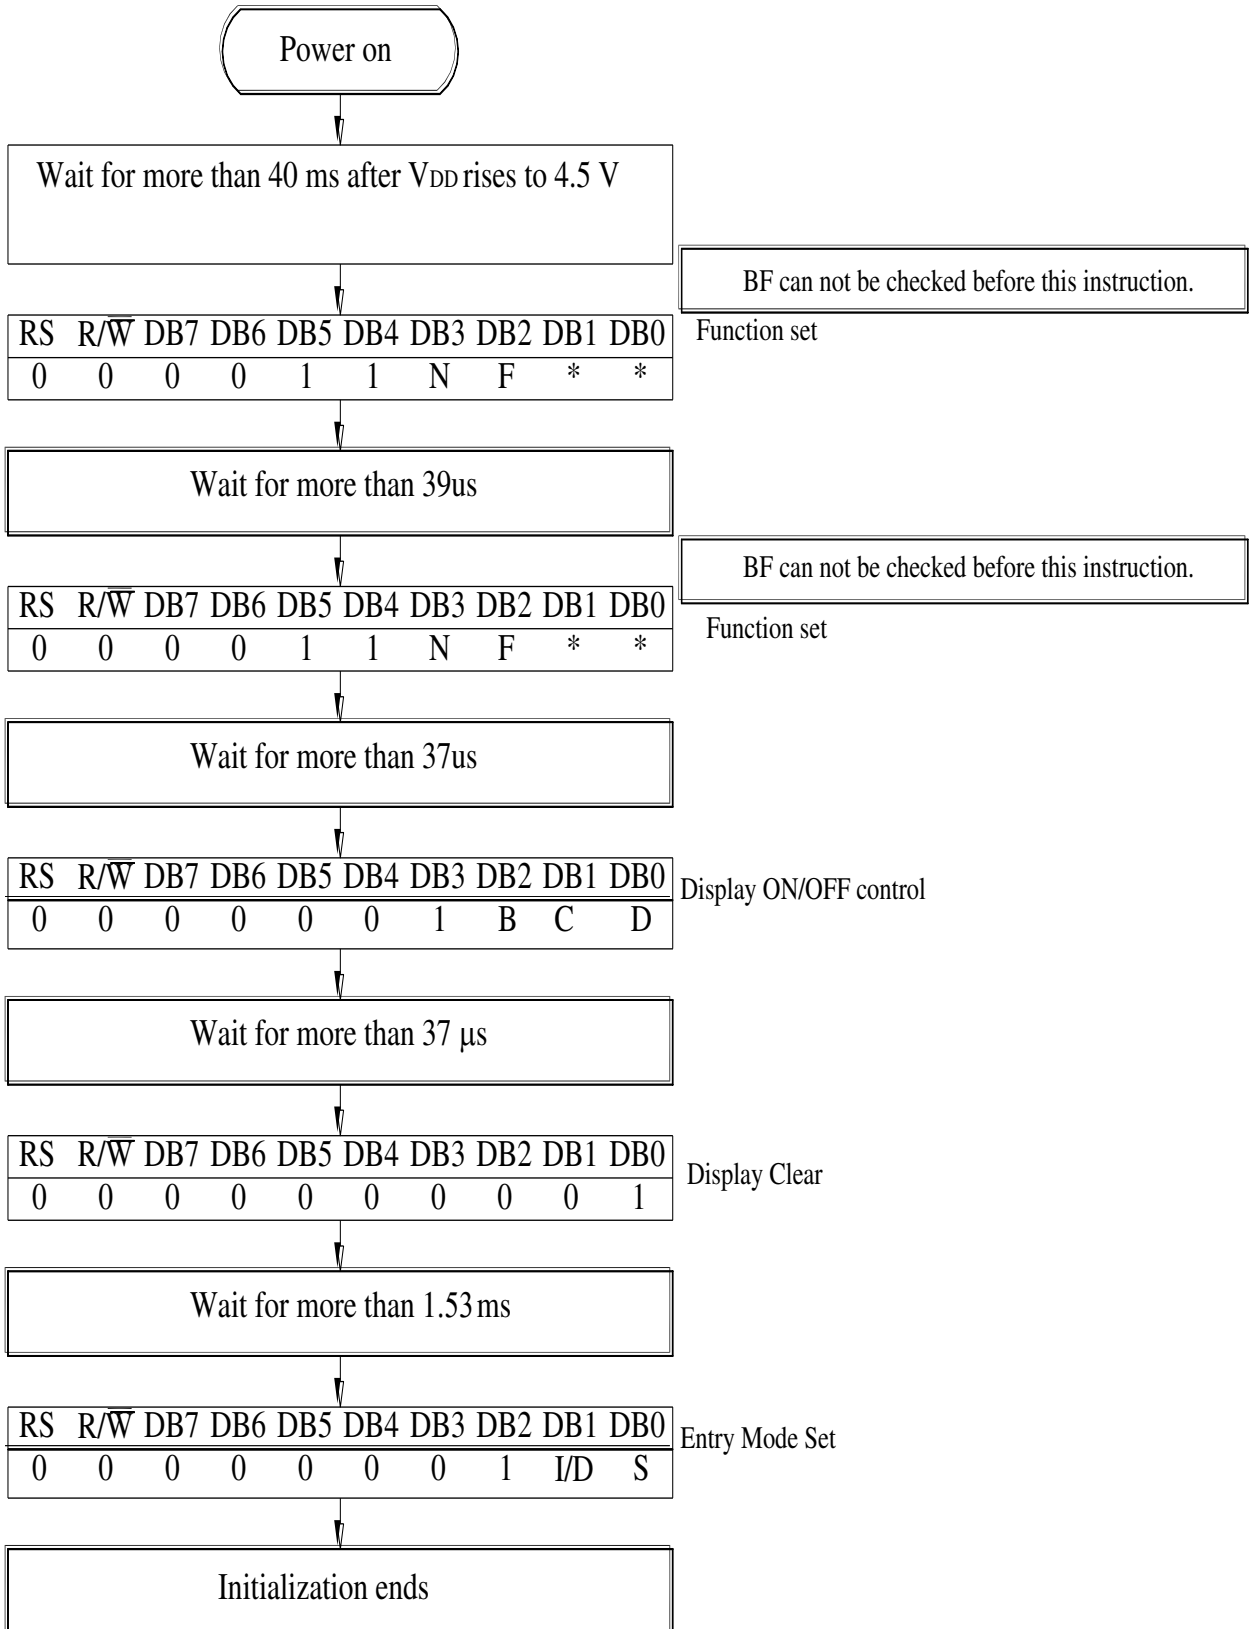 Power on
Wait for more than 40 ms after VDD rises to 4.5 V
BF can not be checked before this instruction.
RS R/W̅ DB7 DB6 DB5 DB4 DB3 DB2 DB1 DB0
Function set
0 0 0 0 1 1 N F * *
Wait for more than 39us
BF can not be checked before this instruction.
RS R/W̅ DB7 DB6 DB5 DB4 DB3 DB2 DB1 DB0
Function set
0 0 0 0 1 1 N F * *
Wait for more than 37us
RS R/W̅ DB7 DB6 DB5 DB4 DB3 DB2 DB1 DB0
Display ON/OFF control
0 0 0 0 0 0 1 B C D
Wait for more than 37 μs
RS R/W̅ DB7 DB6 DB5 DB4 DB3 DB2 DB1 DB0
Display Clear
0 0 0 0 0 0 0 0 0 1
Wait for more than 1.53 ms
RS R/W̅ DB7 DB6 DB5 DB4 DB3 DB2 DB1 DB0
Entry Mode Set
0 0 0 0 0 0 0 1 I/D S
Initialization ends